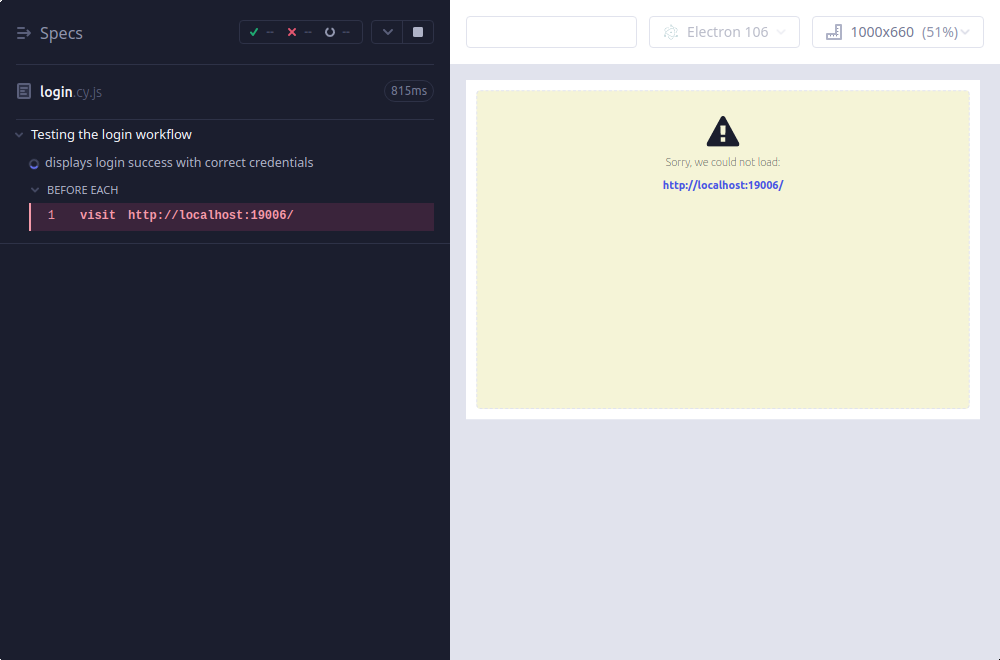 Specs
-- -- --
login.cy.js 815ms
Testing the login workflow
displays login success with correct credentials
BEFORE EACH
1 visit http://localhost:19006/
Electron 106
1000x660 (51%)
Sorry, we could not load:
http://localhost:19006/